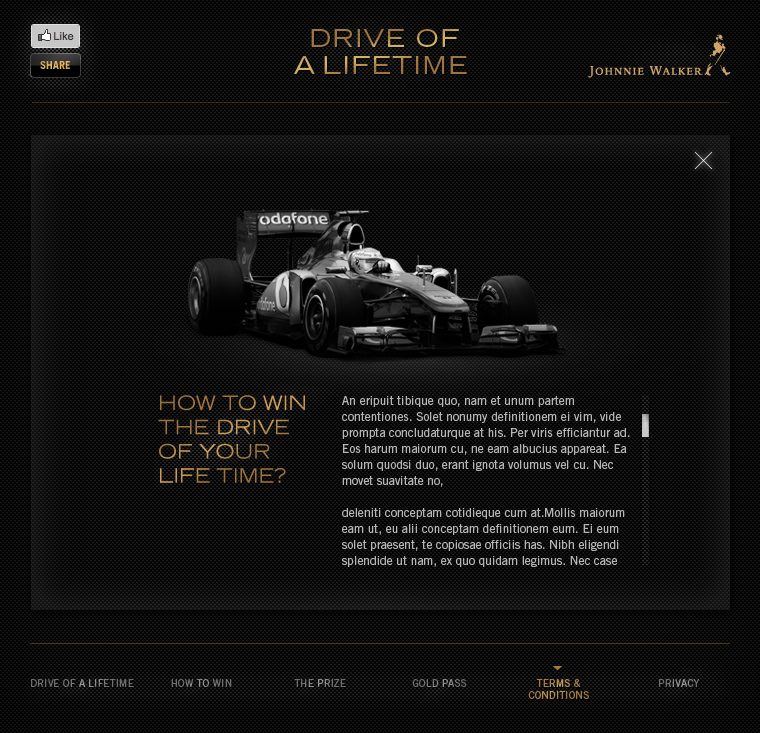 Like
SHARE
DRIVE OF
A LIFETIME
JOHNNIE WALKER
odafone
odafone
HOW TO WIN
THE DRIVE
OF YOUR
LIFE TIME?
An eripuit tibique quo, nam et unum partem
contentiones. Solet nonumy definitionem ei vim, vide
prompta concludaturque at his. Per viris efficiantur ad.
Eos harum maiorum cu, ne eam albucius appareat. Ea
solum quodsi duo, erant ignota volumus vel cu. Nec
movet suavitate no,
deleniti conceptam cotidieque cum at.Mollis maiorum
eam ut, eu alii conceptam definitionem eum. Ei eum
solet praesent, te copiosae officiis has. Nibh eligendi
splendide ut nam, ex quo quidam legimus. Nec case
DRIVE OF A LIFETIME
HOW TO WIN
THE PRIZE
GOLD PASS
TERMS &
CONDITIONS
PRIVACY